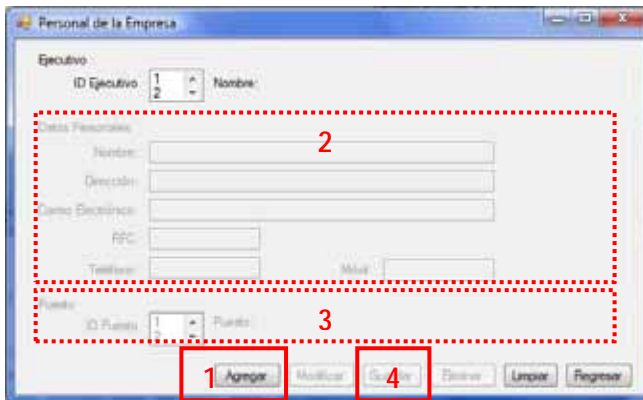 Personal de la Empresa
Ejecutivo
ID Ejecutivo 1 2 Nombre:
2
Datos Personales
Nombre:
Dirección:
Correo Electrónico:
RFC:
Teléfono: Móvil:
Puesto
ID Puesto 1 2 Puesto:
3
1 Agregar Modificar Guardar 4 Eliminar Limpiar Regresar